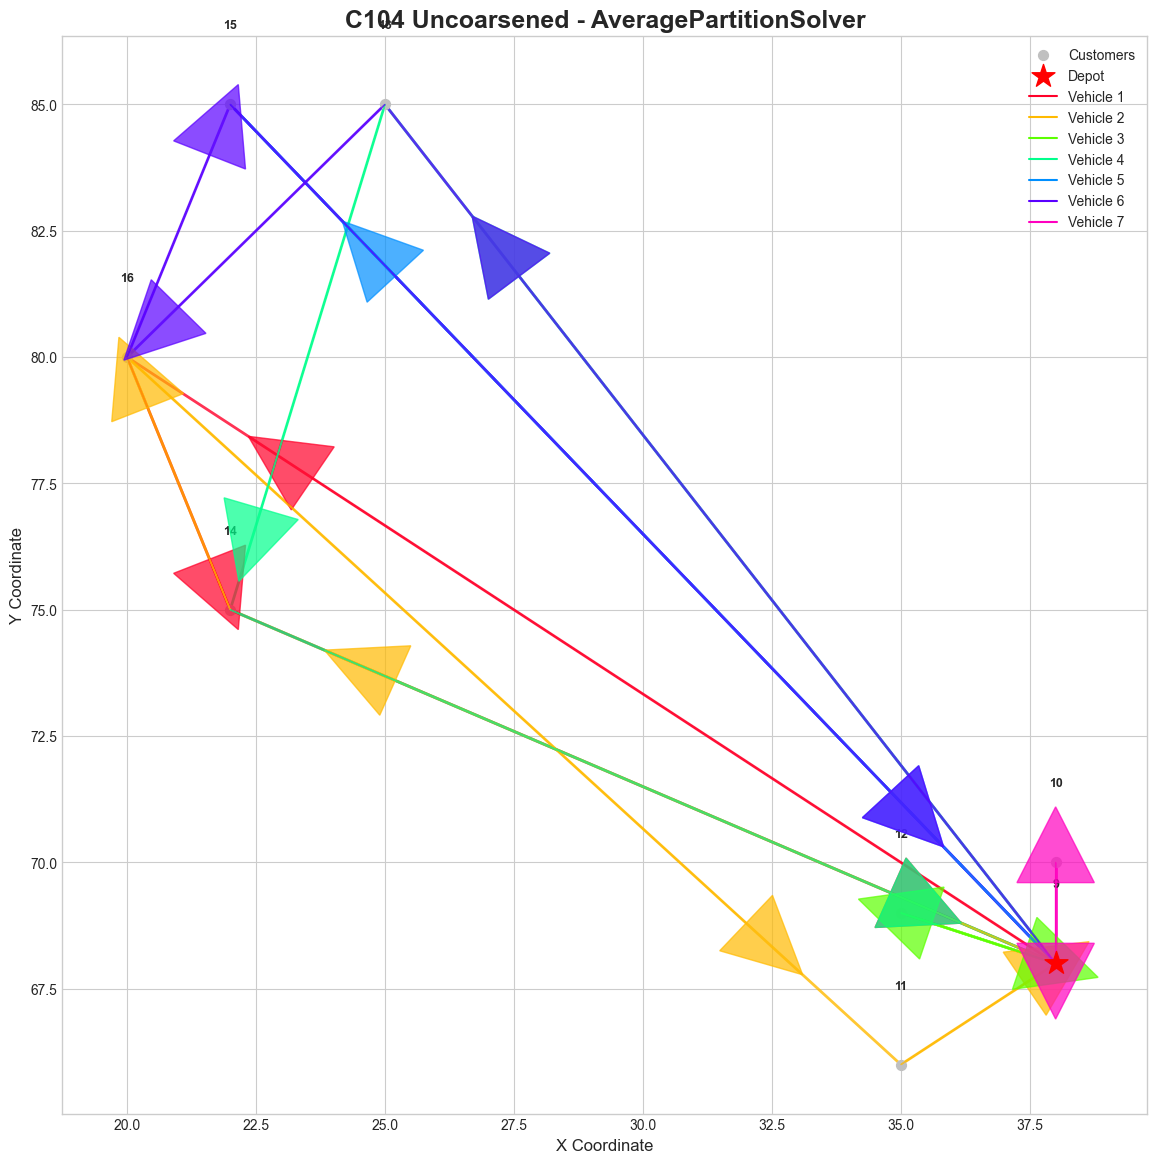 C104 Uncoarsened - AveragePartitionSolver
15
Customers
Depot
Vehicle 1
Vehicle 2
Vehicle 3
Vehicle 4
Vehicle 5
Vehicle 6
Vehicle 7
85.0
82.5
16
80.0
77.5
14
75.0
72.5
10
12
70.0
9
11
67.5
20.0
22.5
25.0
27.5
30.0
32.5
35.0
37.5
X Coordinate
Y Coordinate